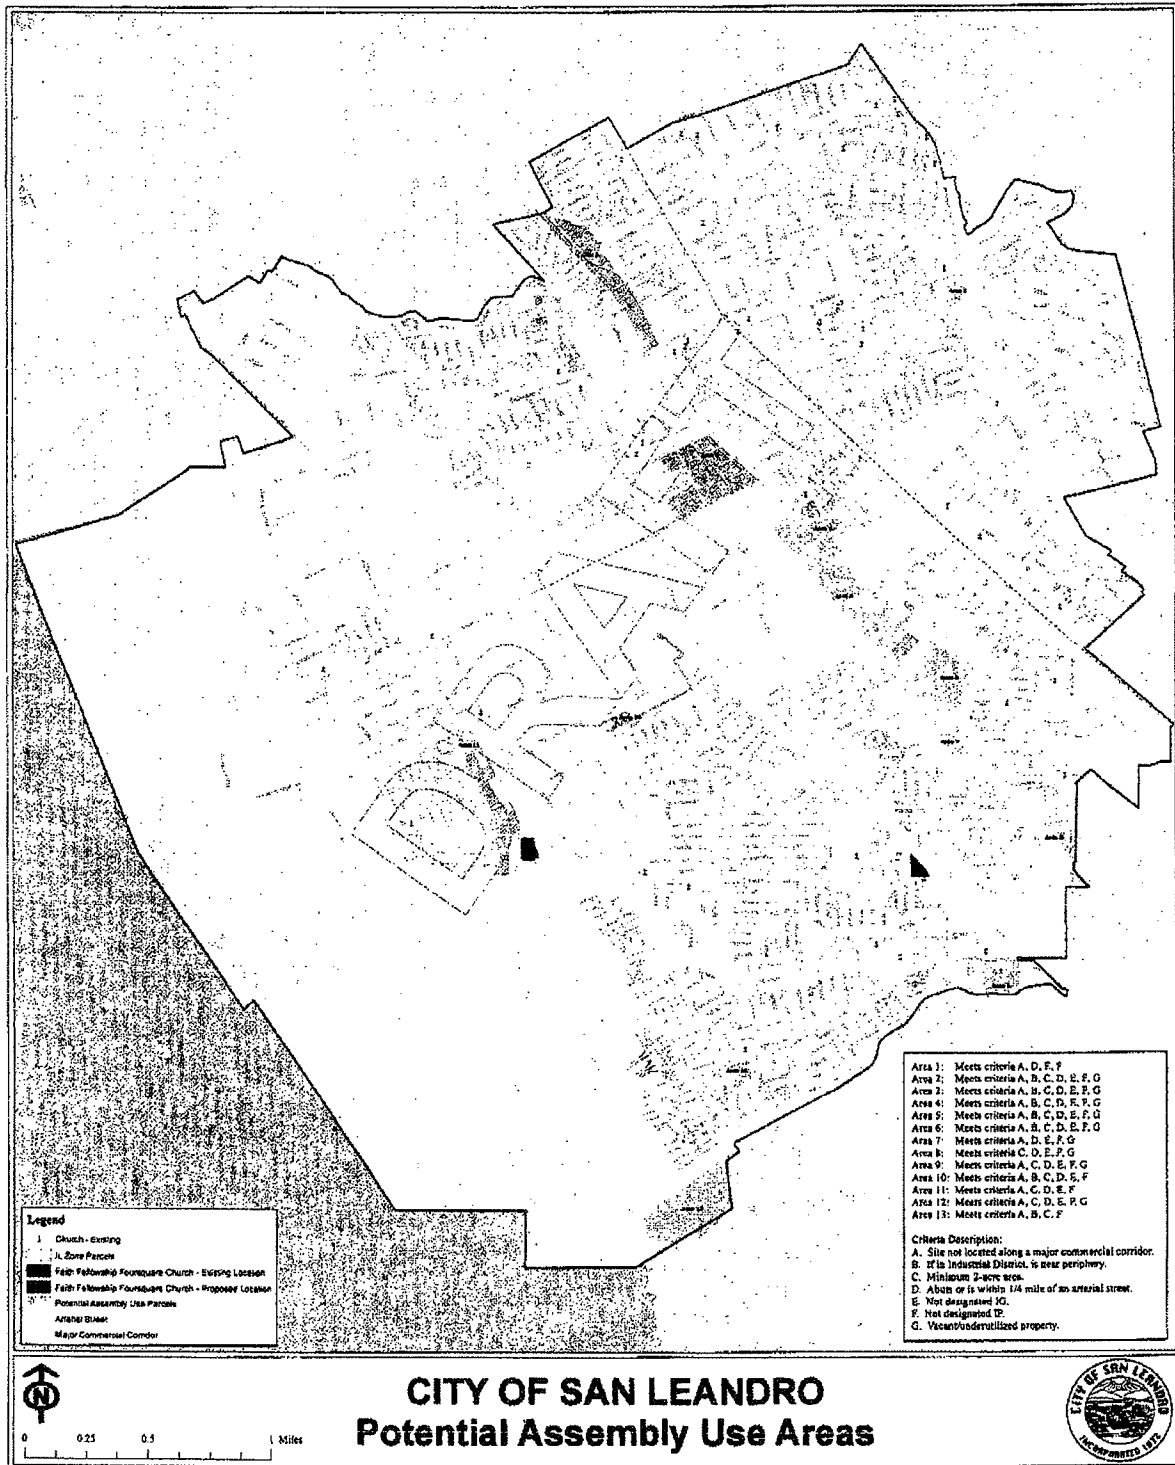 DRAFT
Area 1: Meets criteria A, D, E, F
Area 2: Meets criteria A, B, C, D, E, F, G
Area 3: Meets criteria A, B, C, D, E, F, G
Area 4: Meets criteria A, B, C, D, E, F, G
Area 5: Meets criteria A, B, C, D, E, F, G
Area 6: Meets criteria A, B, C, D, E, F, G
Area 7: Meets criteria A, D, E, F, G
Area 8: Meets criteria C, D, E, F, G
Area 9: Meets criteria A, C, D, E, F, G
Area 10: Meets criteria A, B, C, D, E, F
Area 11: Meets criteria A, C, D, E, F
Area 12: Meets criteria A, C, D, E, F, G
Area 13: Meets criteria A, B, C, F
Criteria Description:
A. Site not located along a major commercial corridor.
B. If in Industrial District, is near periphery.
C. Minimum 2-acre area.
D. Abuts or is within 1/4 mile of an arterial street.
E. Not designated IG.
F. Not designated IP.
G. Vacant/underutilized property.
Legend
Church - Existing
IL Zone Parcels
Faith Fellowship Foursquare Church - Existing Location
Faith Fellowship Foursquare Church - Proposed Location
Potential Assembly Use Parcels
Arterial Street
Major Commercial Corridor
N
0 0.25 0.5 1 Miles
CITY OF SAN LEANDRO
Potential Assembly Use Areas
CITY OF SAN LEANDRO
INCORPORATED 1872